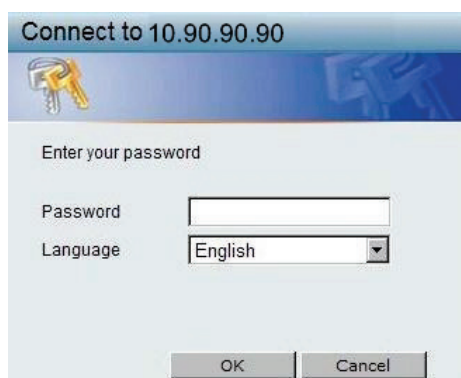 Connect to 10.90.90.90
Enter your password
Password
Language English
OK Cancel